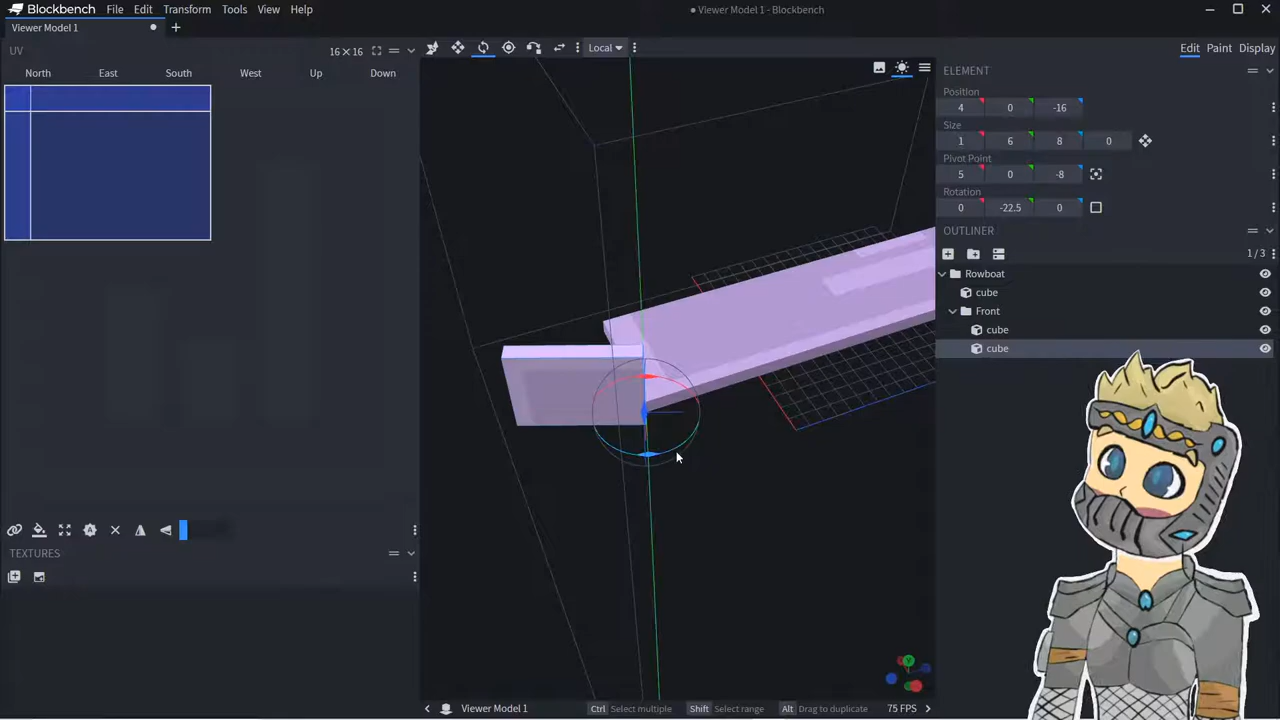 Blockbench File Edit Transform Tools View Help ● Viewer Model 1 - Blockbench
Viewer Model 1
UV 16×16
North East South West Up Down
Local
Edit Paint Display
ELEMENT
Position
4 0 -16
Size
1 6 8 0
Pivot Point
5 0 -8
Rotation
0 -22.5 0
OUTLINER
1/3
Rowboat
cube
Front
cube
cube
TEXTURES
Viewer Model 1 Ctrl Select multiple Shift Select range Alt Drag to duplicate 75 FPS